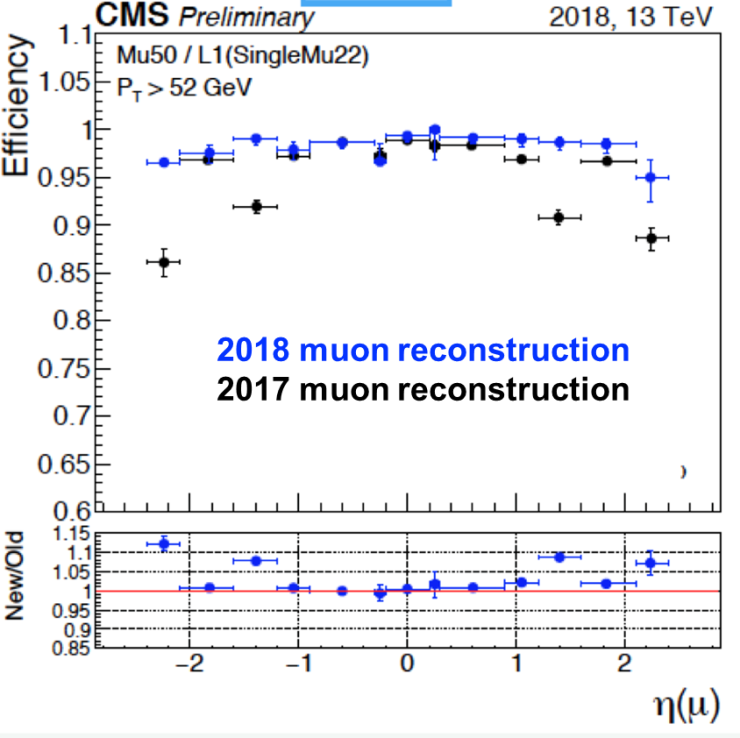 CMS Preliminary 2018, 13 TeV
Mu50 / L1(SingleMu22)
P_T > 52 GeV
Efficiency
1.1
1.05
1
0.95
0.9
0.85
0.8
0.75
0.7
0.65
0.6
2018 muon reconstruction
2017 muon reconstruction
)
New/Old
1.15
1.1
1.05
1
0.95
0.9
0.85
−2 −1 0 1 2
η(μ)